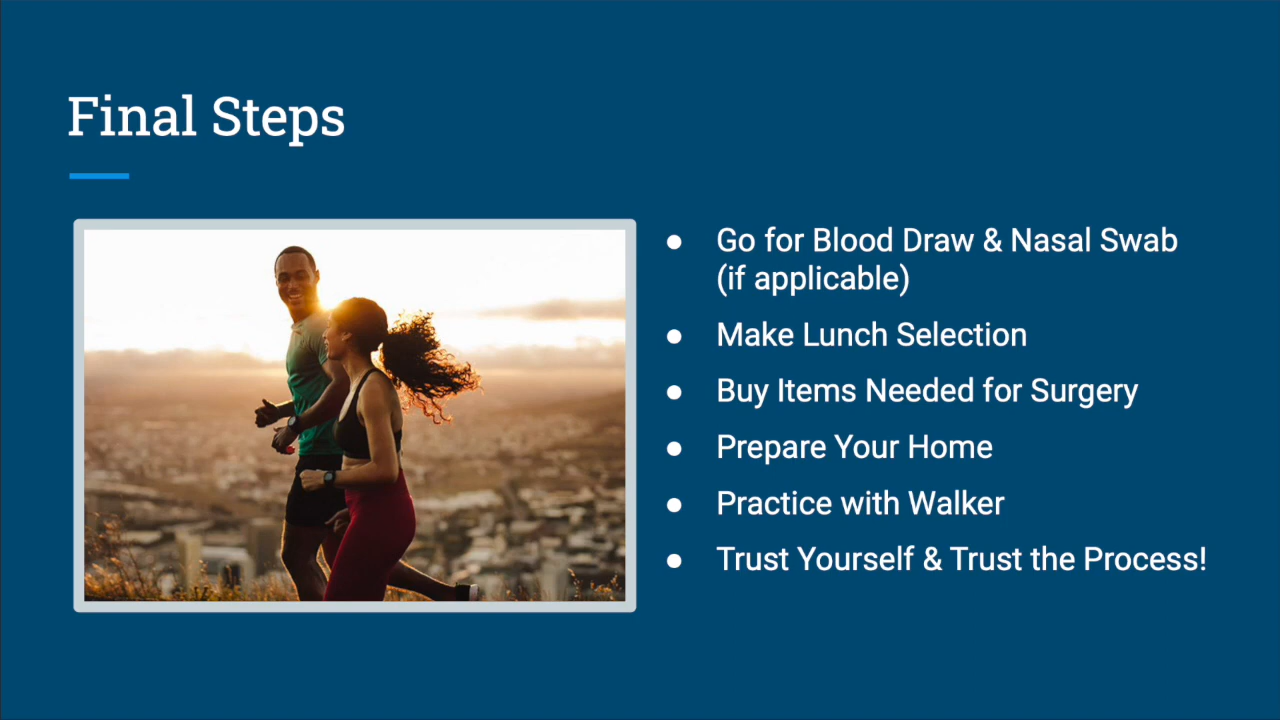 Final Steps
● Go for Blood Draw & Nasal Swab
(if applicable)
● Make Lunch Selection
● Buy Items Needed for Surgery
● Prepare Your Home
● Practice with Walker
● Trust Yourself & Trust the Process!